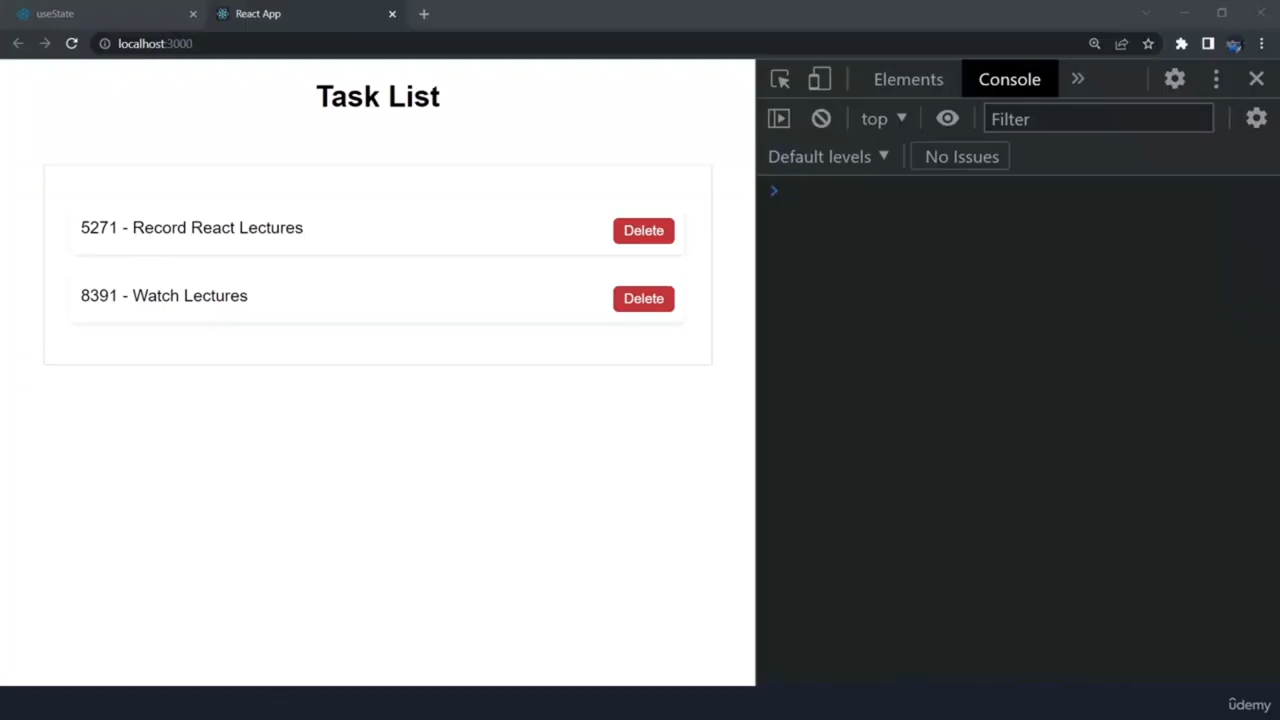 useState
React App
localhost:3000
Task List
5271 - Record React Lectures
Delete
8391 - Watch Lectures
Delete
Elements
Console
top
Filter
Default levels
No Issues
ûdemy